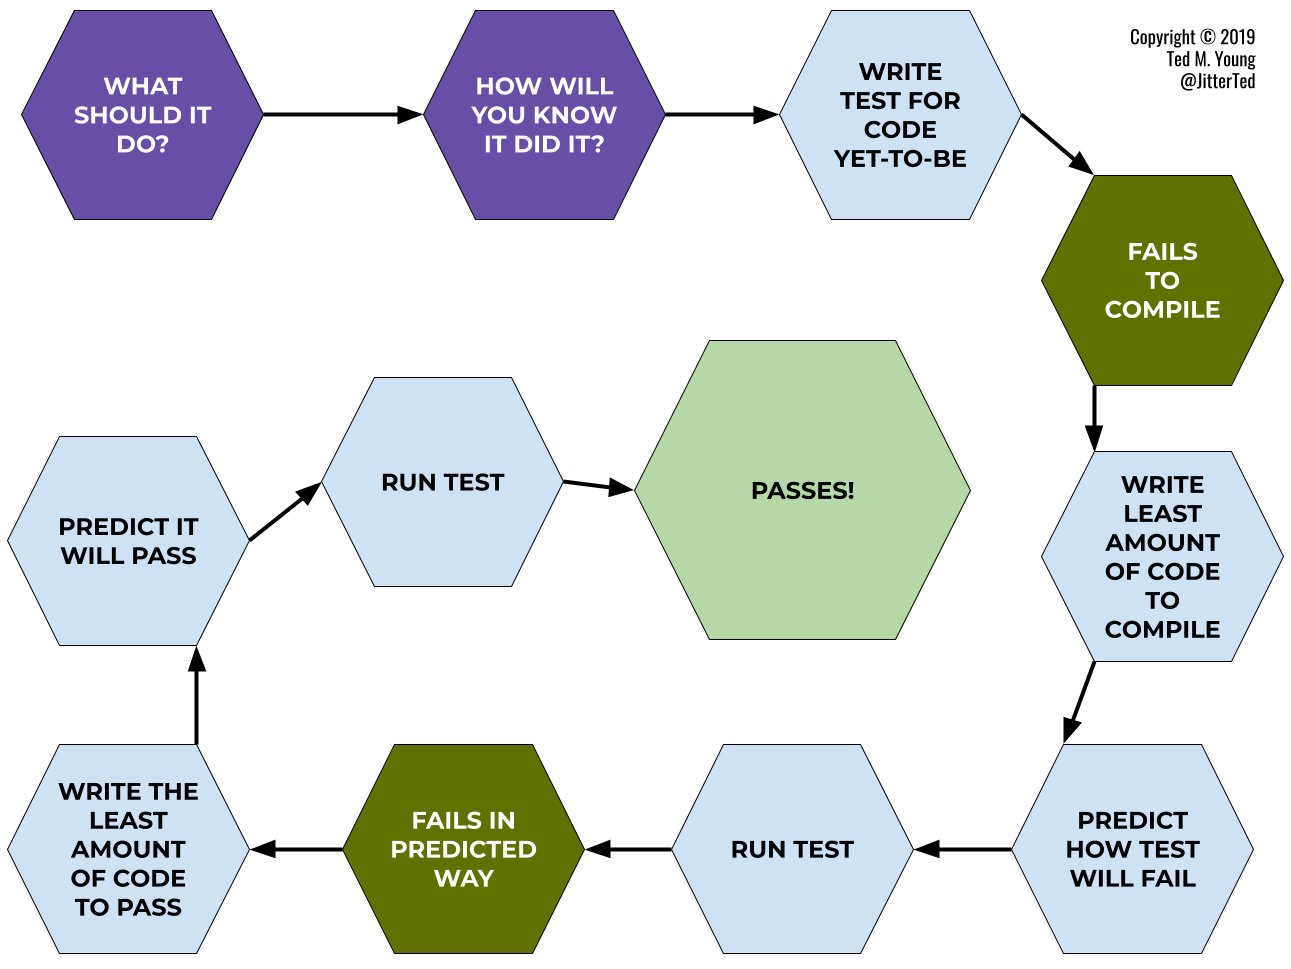 WHAT
SHOULD IT
DO?
HOW WILL
YOU KNOW
IT DID IT?
WRITE
TEST FOR
CODE
YET-TO-BE
Copyright © 2019
Ted M. Young
@JitterTed
FAILS
TO
COMPILE
WRITE
LEAST
AMOUNT
OF CODE
TO
COMPILE
PREDICT
HOW TEST
WILL FAIL
RUN TEST
FAILS IN
PREDICTED
WAY
WRITE THE
LEAST
AMOUNT
OF CODE
TO PASS
PREDICT IT
WILL PASS
RUN TEST
PASSES!